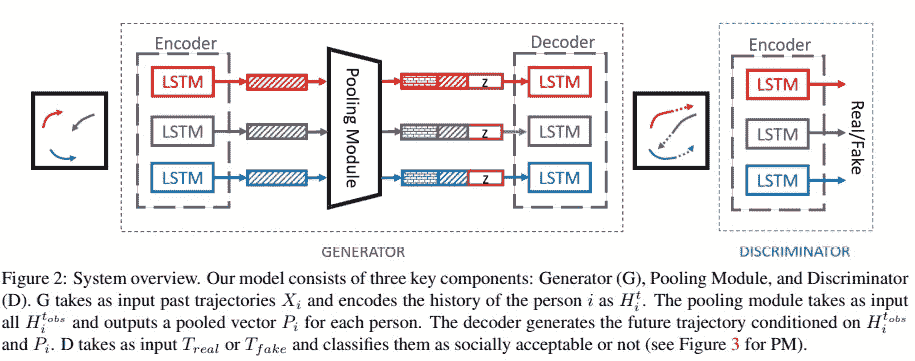 Encoder
Decoder
Encoder
LSTM
LSTM
LSTM
Pooling Module
z
z
z
LSTM
LSTM
LSTM
LSTM
LSTM
LSTM
Real/Fake
GENERATOR
DISCRIMINATOR
Figure 2: System overview. Our model consists of three key components: Generator (G), Pooling Module, and Discriminator
(D). G takes as input past trajectories X_i and encodes the history of the person i as H_i^t. The pooling module takes as input
all H_i^{t_{obs}} and outputs a pooled vector P_i for each person. The decoder generates the future trajectory conditioned on H_i^{t_{obs}}
and P_i. D takes as input T_{real} or T_{fake} and classifies them as socially acceptable or not (see Figure 3 for PM).